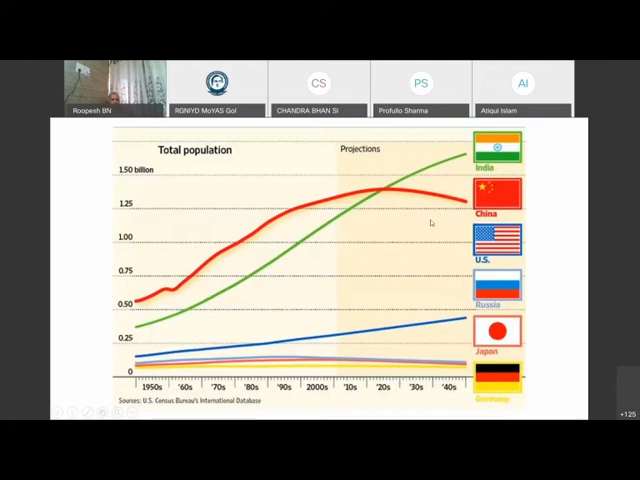 CS
PS
AI
Roopesh BN
RGNIYD MoYAS GoI
CHANDRA BHAN SI
Profullo Sharma
Atiqul Islam
Total population
Projections
1.50 billion
1.25
1.00
0.75
0.50
0.25
0
1950s '60s '70s '80s '90s 2000s '10s '20s '30s '40s
India
China
U.S.
Russia
Japan
Germany
Sources: U.S. Census Bureau's International Database
+125